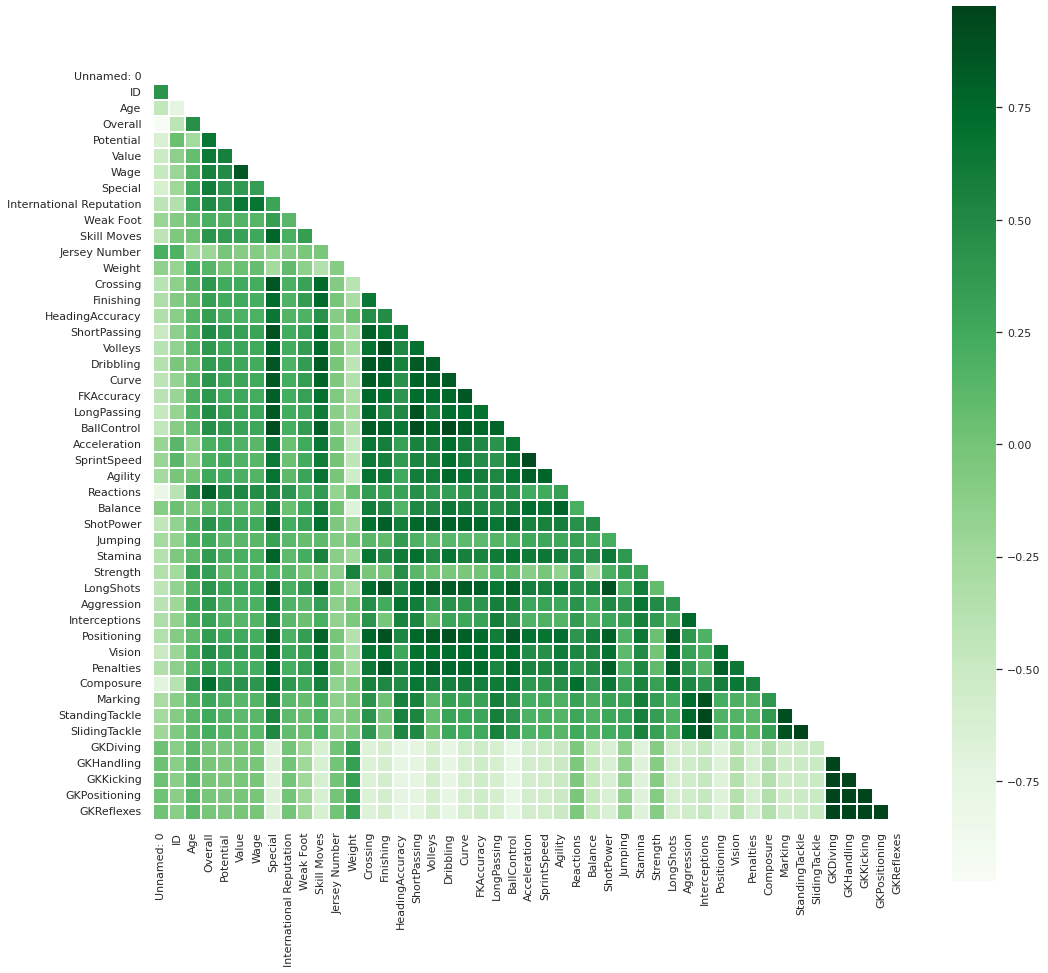 Unnamed: 0
ID
Age
Overall
Potential
Value
Wage
Special
International Reputation
Weak Foot
Skill Moves
Jersey Number
Weight
Crossing
Finishing
HeadingAccuracy
ShortPassing
Volleys
Dribbling
Curve
FKAccuracy
LongPassing
BallControl
Acceleration
SprintSpeed
Agility
Reactions
Balance
ShotPower
Jumping
Stamina
Strength
LongShots
Aggression
Interceptions
Positioning
Vision
Penalties
Composure
Marking
StandingTackle
SlidingTackle
GKDiving
GKHandling
GKKicking
GKPositioning
GKReflexes
Unnamed: 0
ID
Age
Overall
Potential
Value
Wage
Special
International Reputation
Weak Foot
Skill Moves
Jersey Number
Weight
Crossing
Finishing
HeadingAccuracy
ShortPassing
Volleys
Dribbling
Curve
FKAccuracy
LongPassing
BallControl
Acceleration
SprintSpeed
Agility
Reactions
Balance
ShotPower
Jumping
Stamina
Strength
LongShots
Aggression
Interceptions
Positioning
Vision
Penalties
Composure
Marking
StandingTackle
SlidingTackle
GKDiving
GKHandling
GKKicking
GKPositioning
GKReflexes
0.75
0.50
0.25
0.00
−0.25
−0.50
−0.75